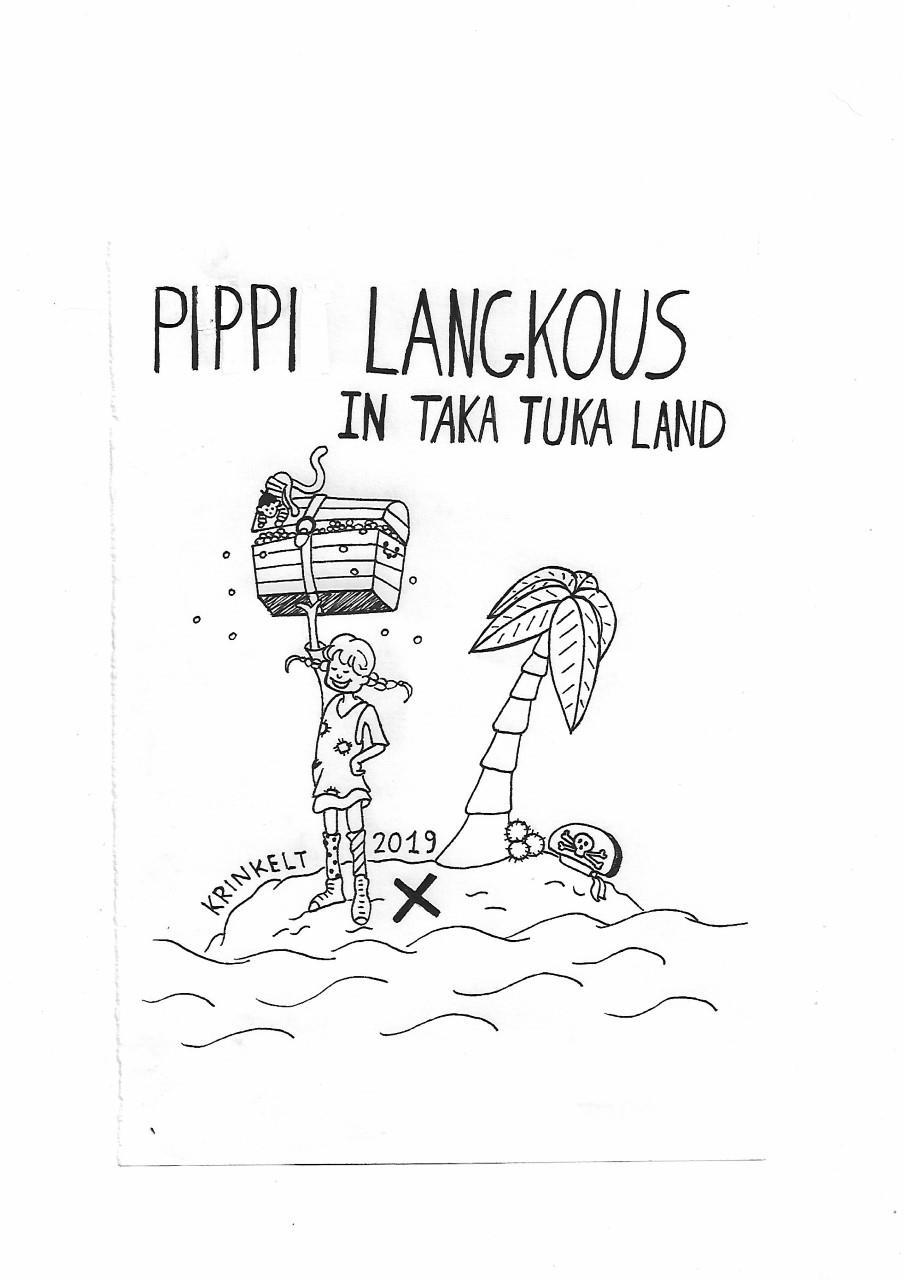 PIPPI LANGKOUS
IN TAKA TUKA LAND
KRINKELT 2019